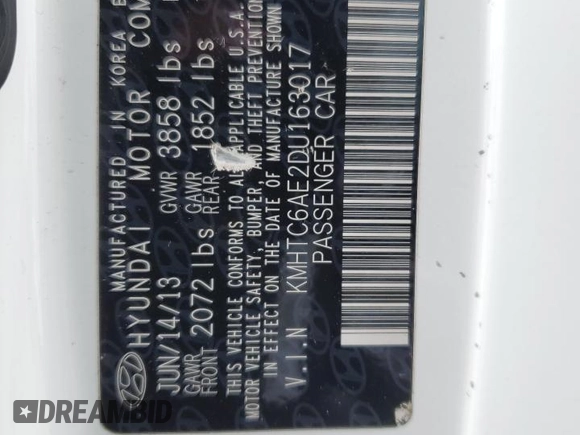 MANUFACTURED IN KOREA B
HYUNDAI MOTOR COM
JUN/14/13 GVWR 3858 lbs
GAWR FRONT 2072 lbs GAWR REAR 1852 lbs
THIS VEHICLE CONFORMS TO ALL APPLICABLE U.S.A.
MOTOR VEHICLE SAFETY, BUMPER, AND THEFT PREVENTION
IN EFFECT ON THE DATE OF MANUFACTURE SHOWN
V.I.N KMHTC6AE2DU163017
PASSENGER CAR
DREAMBID